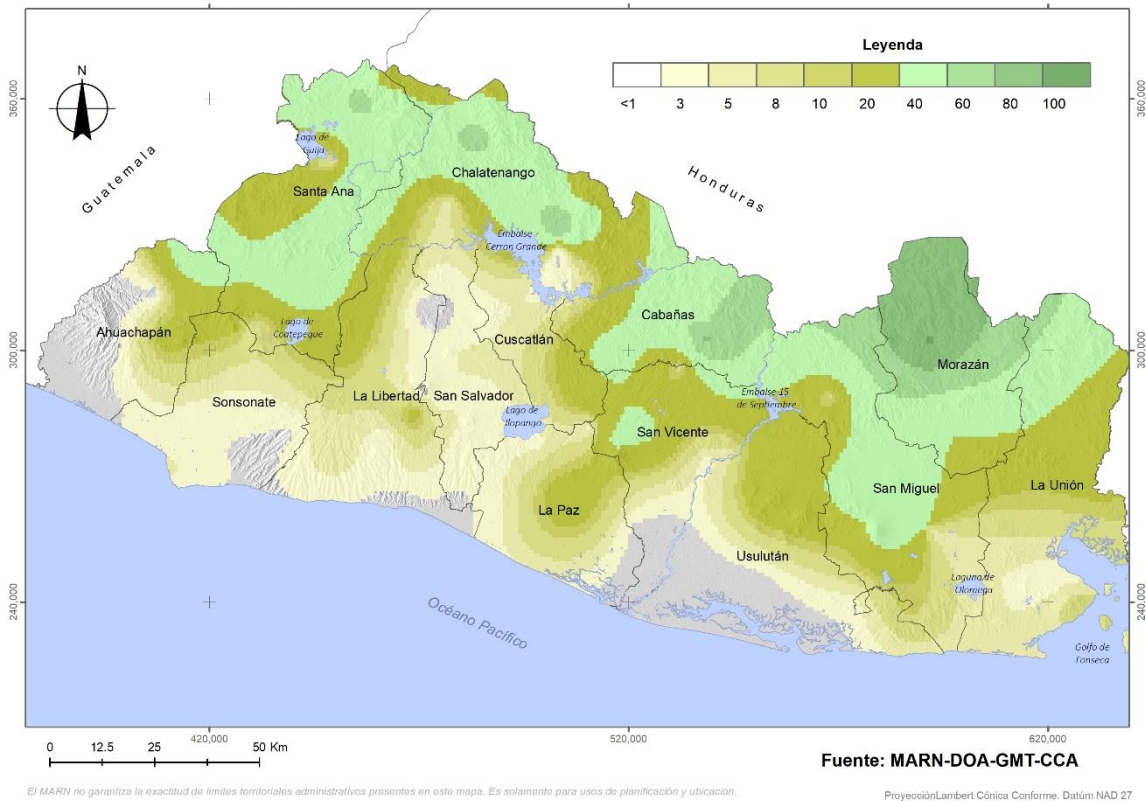 Leyenda
<1 3 5 8 10 20 40 60 80 100
N
360,000
360,000
Guatemala
Honduras
Lago de
Guija
Santa Ana
Chalatenango
Embalse
Cerron Grande
Ahuachapán
Lago de
Coatepeque
Cuscatlán
Cabañas
300,000
300,000
Morazán
Sonsonate
La Libertad
San Salvador
Lago de
Ilopango
Embalse 15
de Septiembre
San Vicente
San Miguel
La Unión
La Paz
Usulután
Laguna de
Olomega
240,000
240,000
Océano Pacífico
Golfo de
Fonseca
420,000
520,000
620,000
0 12.5 25 50 Km
Fuente: MARN-DOA-GMT-CCA
El MARN no garantiza la exactitud de limites territoriales administrativos presentes en este mapa. Es solamente para usos de planificación y ubicación.
ProyecciónLambert Cónica Conforme. Datúm NAD 27